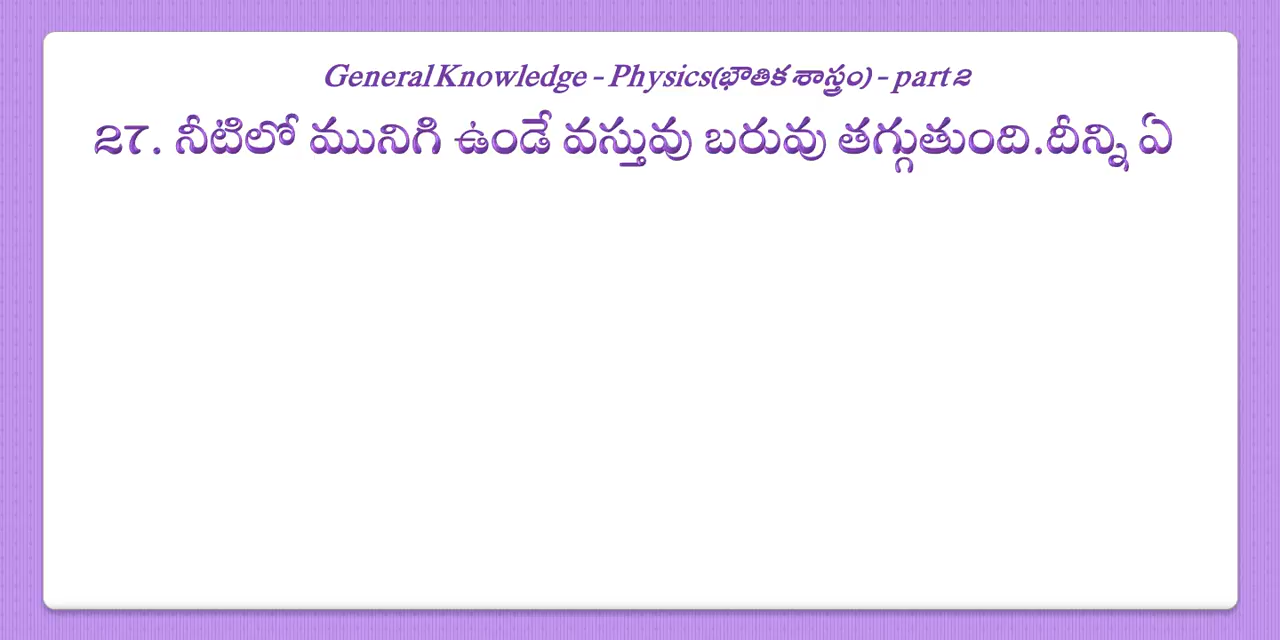 General Knowledge - Physics(భౌతిక శాస్త్రం) - part 2
27. నీటిలో మునిగి ఉండే వస్తువు బరువు తగ్గుతుంది.దీన్ని ఏ